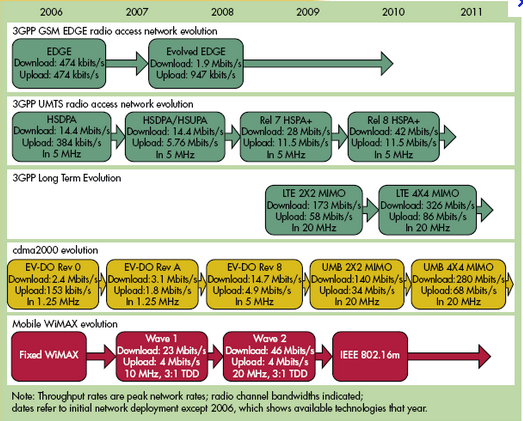 2006 2007 2008 2009 2010 2011
3GPP GSM EDGE radio access network evolution
EDGE
Download: 474 kbits/s
Upload: 474 kbits/s
Evolved EDGE
Download: 1.9 Mbits/s
Upload: 947 kbits/s
3GPP UMTS radio access network evolution
HSDPA
Download: 14.4 Mbits/s
Upload: 384 kbits/s
In 5 MHz
HSDPA/HSUPA
Download: 14.4 Mbits/s
Upload: 5.76 Mbits/s
In 5 MHz
Rel 7 HSPA+
Download: 28 Mbits/s
Upload: 11.5 Mbits/s
In 5 MHz
Rel 8 HSPA+
Download: 42 Mbits/s
Upload: 11.5 Mbits/s
In 5 MHz
3GPP Long Term Evolution
LTE 2X2 MIMO
Download: 173 Mbits/s
Upload: 58 Mbits/s
In 20 MHz
LTE 4X4 MIMO
Download: 326 Mbits/s
Upload: 86 Mbits/s
In 20 MHz
cdma2000 evolution
EV-DO Rev 0
Download:2.4 Mbits/s
Upload:153 kbits/s
In 1.25 MHz
EV-DO Rev A
Download:3.1 Mbits/s
Upload:1.8 Mbits/s
In 1.25 MHz
EV-DO Rev 8
Download:14.7 Mbits/s
Upload:4.9 Mbits/s
In 5 MHz
UMB 2X2 MIMO
Download:140 Mbits/s
Upload:34 Mbits/s
In 20 MHz
UMB 4X4 MIMO
Download:280 Mbits/s
Upload:68 Mbits/s
In 20 MHz
Mobile WiMAX evolution
Fixed WiMAX
Wave 1
Download: 23 Mbits/s
Upload: 4 Mbits/s
10 MHz, 3:1 TDD
Wave 2
Download: 46 Mbits/s
Upload: 4 Mbits/s
20 MHz, 3:1 TDD
IEEE 802.16m
Note: Throughput rates are peak network rates; radio channel bandwidths indicated;
dates refer to initial network deployment except 2006, which shows available technologies that year.